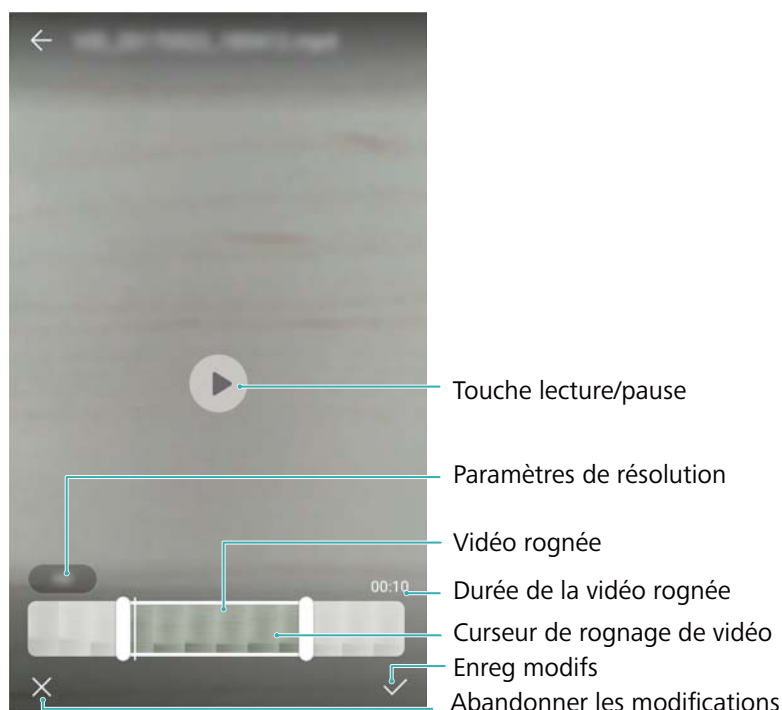 Touche lecture/pause
Paramètres de résolution
Vidéo rognée
00:10
Durée de la vidéo rognée
Curseur de rognage de vidéo
Enreg modifs
Abandonner les modifications